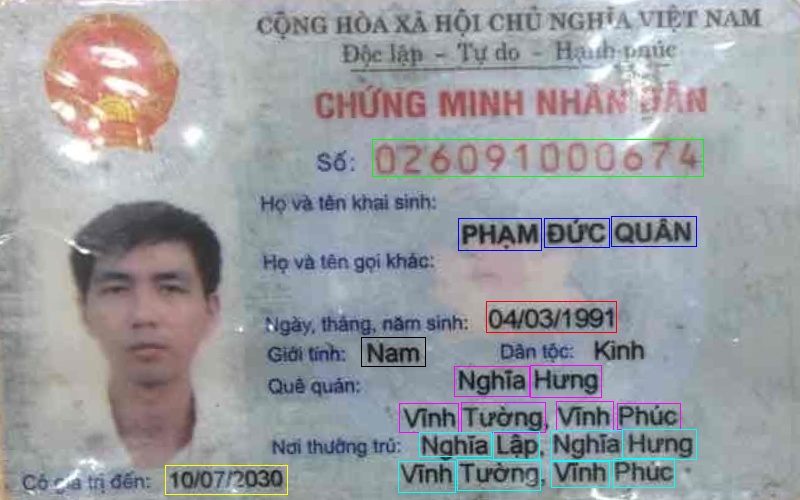 CỘNG HÒA XÃ HỘI CHỦ NGHĨA VIỆT NAM
Độc lập - Tự do - Hạnh phúc
CHỨNG MINH NHÂN DÂN
Số: 026091000674
Họ và tên khai sinh:
PHẠM ĐỨC QUÂN
Họ và tên gọi khác:
Ngày, tháng, năm sinh: 04/03/1991
Giới tính: Nam Dân tộc: Kinh
Quê quán: Nghĩa Hưng
Vĩnh Tường, Vĩnh Phúc
Nơi thường trú: Nghĩa Lập, Nghĩa Hưng
Vĩnh Tường, Vĩnh Phúc
Có giá trị đến: 10/07/2030